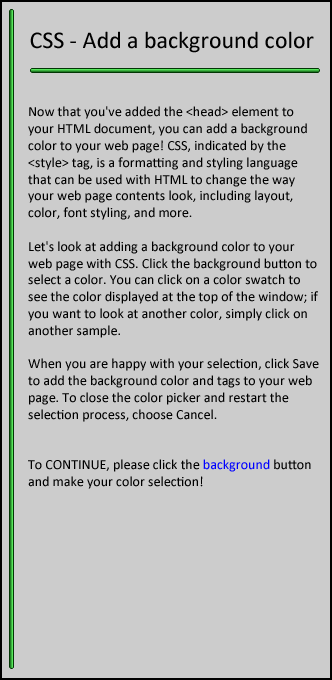 CSS - Add a background color
Now that you've added the <head> element to
your HTML document, you can add a background
color to your web page! CSS, indicated by the
<style> tag, is a formatting and styling language
that can be used with HTML to change the way
your web page contents look, including layout,
color, font styling, and more.
Let's look at adding a background color to your
web page with CSS. Click the background button to
select a color. You can click on a color swatch to
see the color displayed at the top of the window; if
you want to look at another color, simply click on
another sample.
When you are happy with your selection, click Save
to add the background color and tags to your web
page. To close the color picker and restart the
selection process, choose Cancel.
To CONTINUE, please click the background button
and make your color selection!